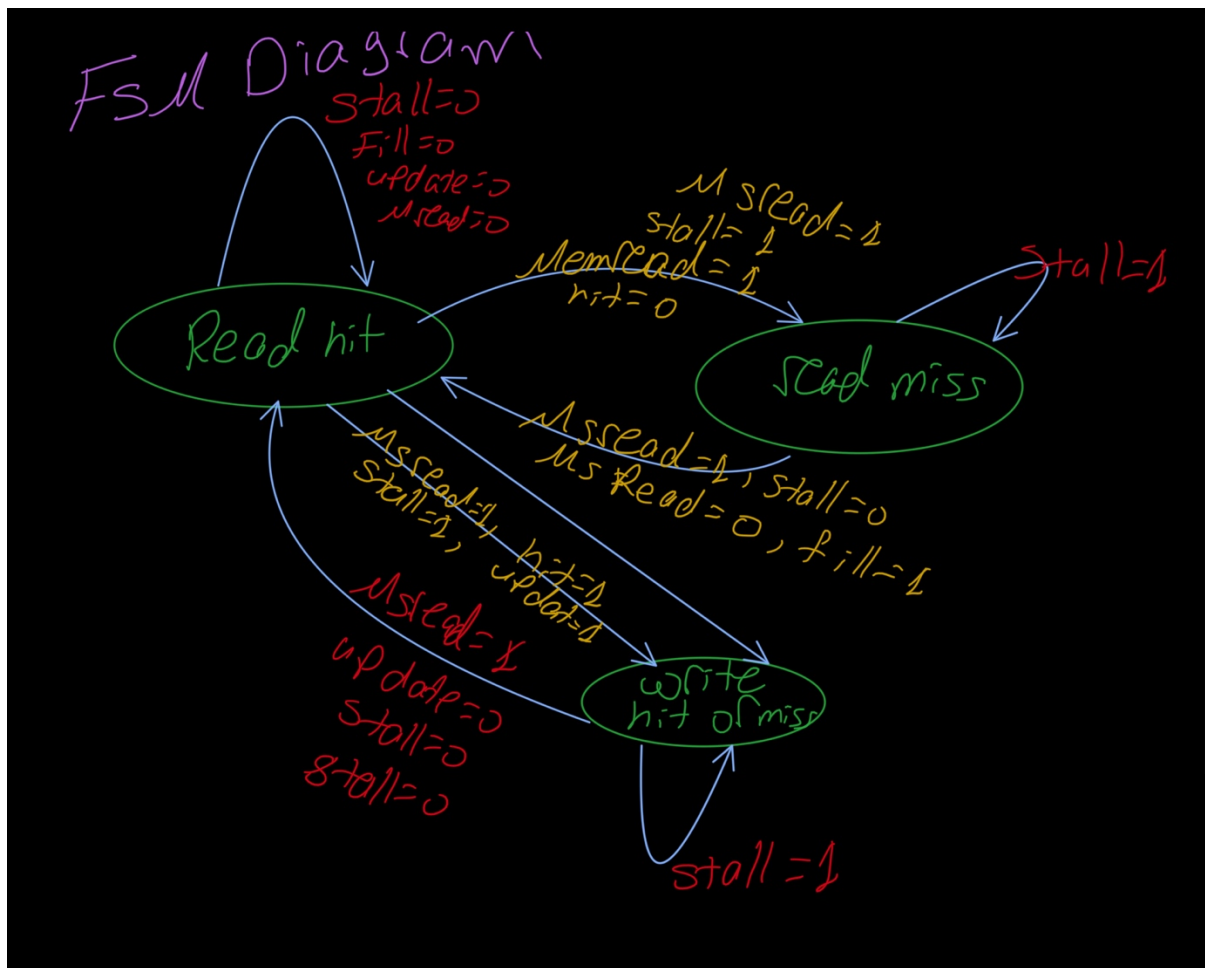 FSM Diagram
Stall=0
Fill=0
update=0
Msread=0
Msread=1
stall=1
Memread=1
hit=0
Stall=1
Read hit
read miss
Msread=1, stall=0
Ms Read=0, fill=1
Msread=1, hit=1
Stall=1, updat=1
Msread=1
update=0
Stall=0
Stall=0
write
hit or miss
stall=1